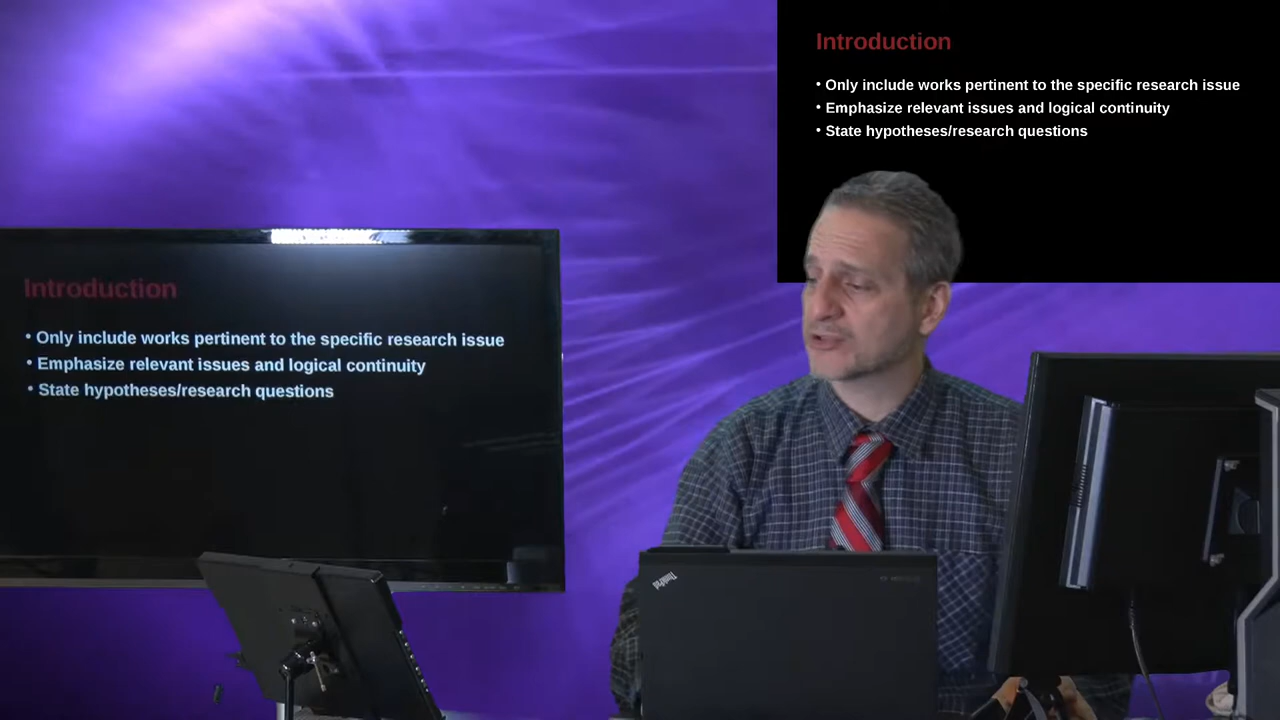 Introduction
• Only include works pertinent to the specific research issue
• Emphasize relevant issues and logical continuity
• State hypotheses/research questions
Introduction
• Only include works pertinent to the specific research issue
• Emphasize relevant issues and logical continuity
• State hypotheses/research questions
ThinkPad